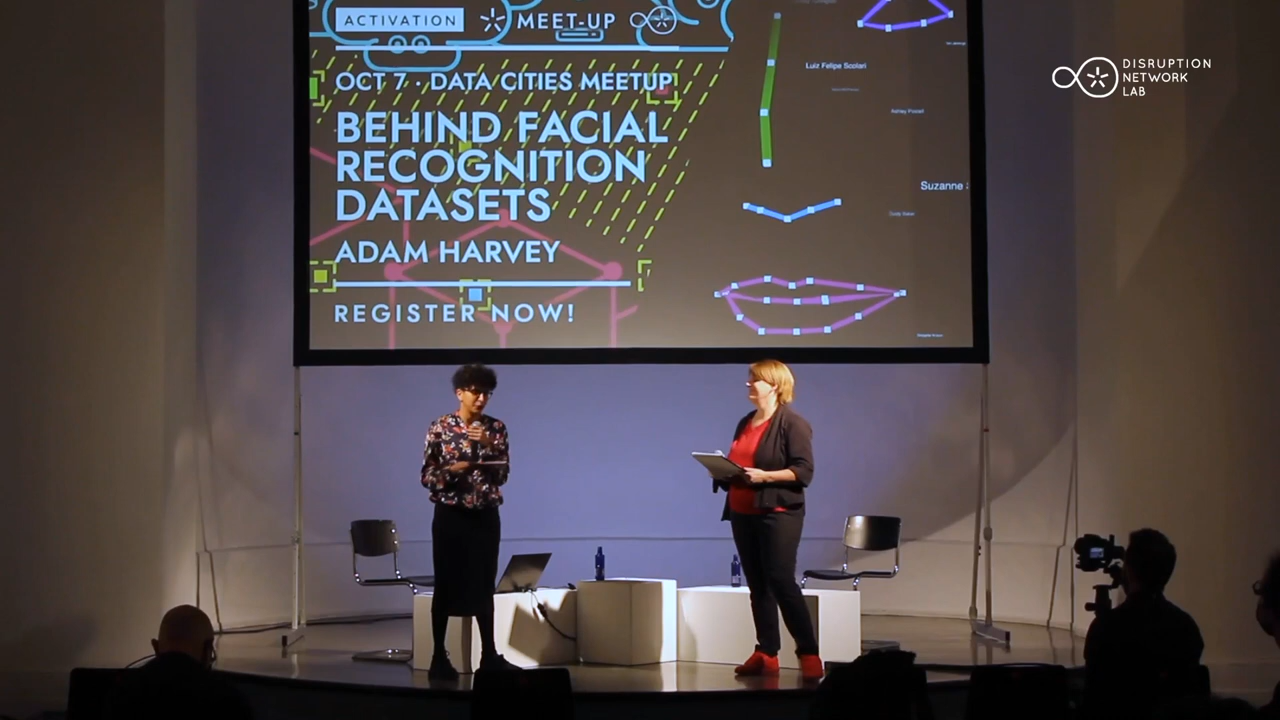 ACTIVATION
MEET-UP
OCT 7 · DATA CITIES MEETUP
BEHIND FACIAL
RECOGNITION
DATASETS
ADAM HARVEY
REGISTER NOW!
Luiz Felipe Scolari
Suzanne
DISRUPTION
NETWORK
LAB